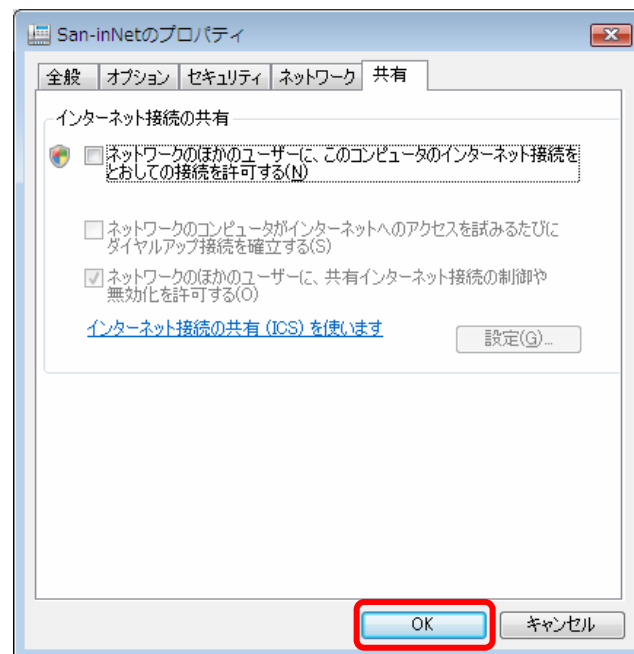 San-inNetのプロパティ
全般 オプション セキュリティ ネットワーク 共有
インターネット接続の共有
ネットワークのほかのユーザーに、このコンピュータのインターネット接続を
とおしての接続を許可する(N)
ネットワークのコンピュータがインターネットへのアクセスを試みるたびに
ダイヤルアップ接続を確立する(S)
ネットワークのほかのユーザーに、共有インターネット接続の制御や
無効化を許可する(O)
インターネット接続の共有 (ICS) を使います
設定(G)...
OK キャンセル